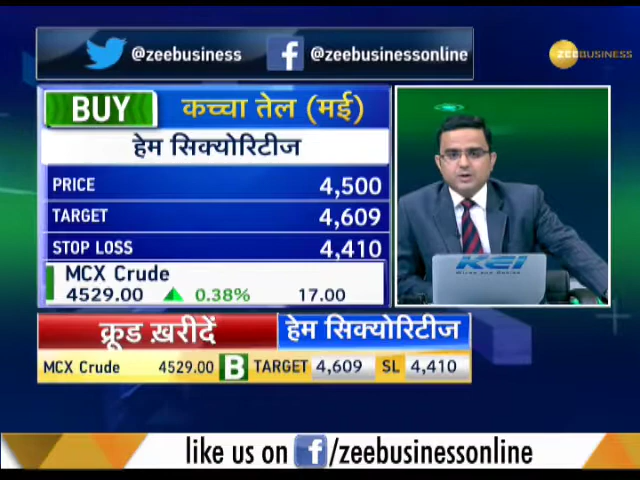 @zeebusiness @zeebusinessonline
ZEEBUSINESS
BUY कच्चा तेल (मई)
हेम सिक्योरिटीज
PRICE 4,500
TARGET 4,609
STOP LOSS 4,410
MCX Crude
4529.00 0.38% 17.00
KEI
क्रूड ख़रीदें हेम सिक्योरिटीज
MCX Crude 4529.00 B TARGET 4,609 SL 4,410
like us on f/zeebusinessonline